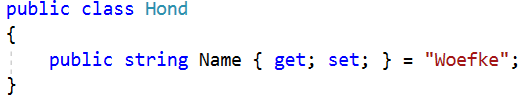 public class Hond
{
    public string Name { get; set; } = "Woefke";
}